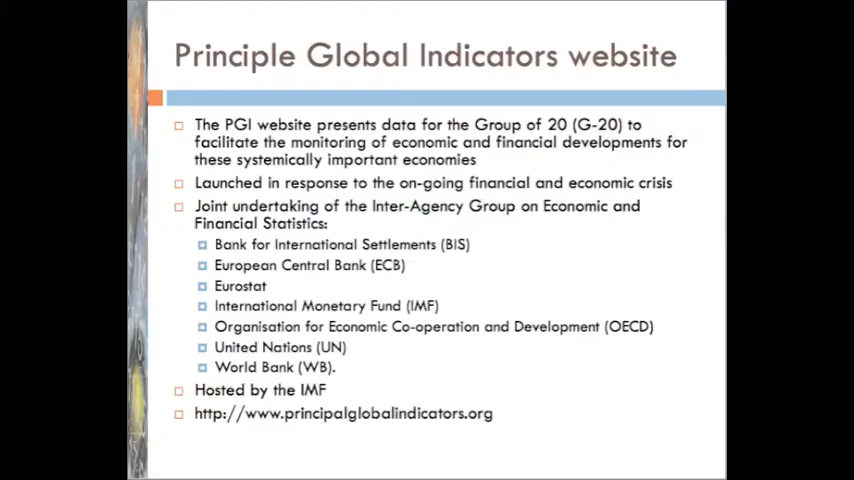 Principle Global Indicators website
The PGI website presents data for the Group of 20 (G-20) to
facilitate the monitoring of economic and financial developments for
these systemically important economies
Launched in response to the on-going financial and economic crisis
Joint undertaking of the Inter-Agency Group on Economic and
Financial Statistics:
Bank for International Settlements (BIS)
European Central Bank (ECB)
Eurostat
International Monetary Fund (IMF)
Organisation for Economic Co-operation and Development (OECD)
United Nations (UN)
World Bank (WB).
Hosted by the IMF
http://www.principalglobalindicators.org